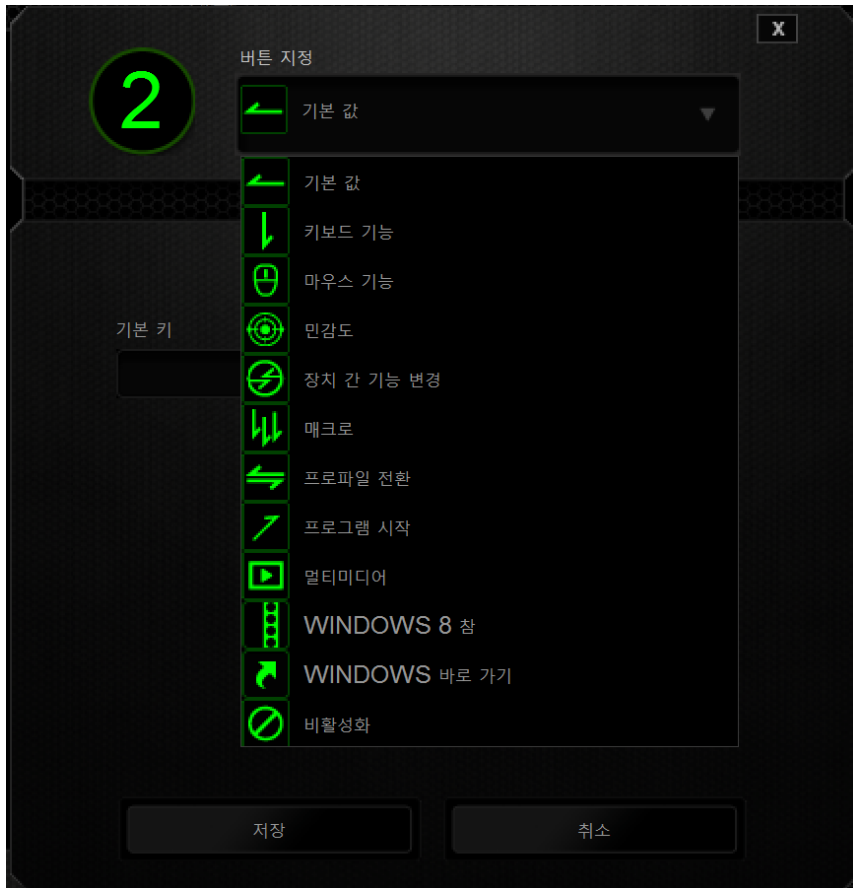 X
버튼 지정
2
기본 값
기본 값
키보드 기능
마우스 기능
민감도
기본 키
장치 간 기능 변경
매크로
프로파일 전환
프로그램 시작
멀티미디어
WINDOWS 8 참
WINDOWS 바로 가기
비활성화
저장
취소